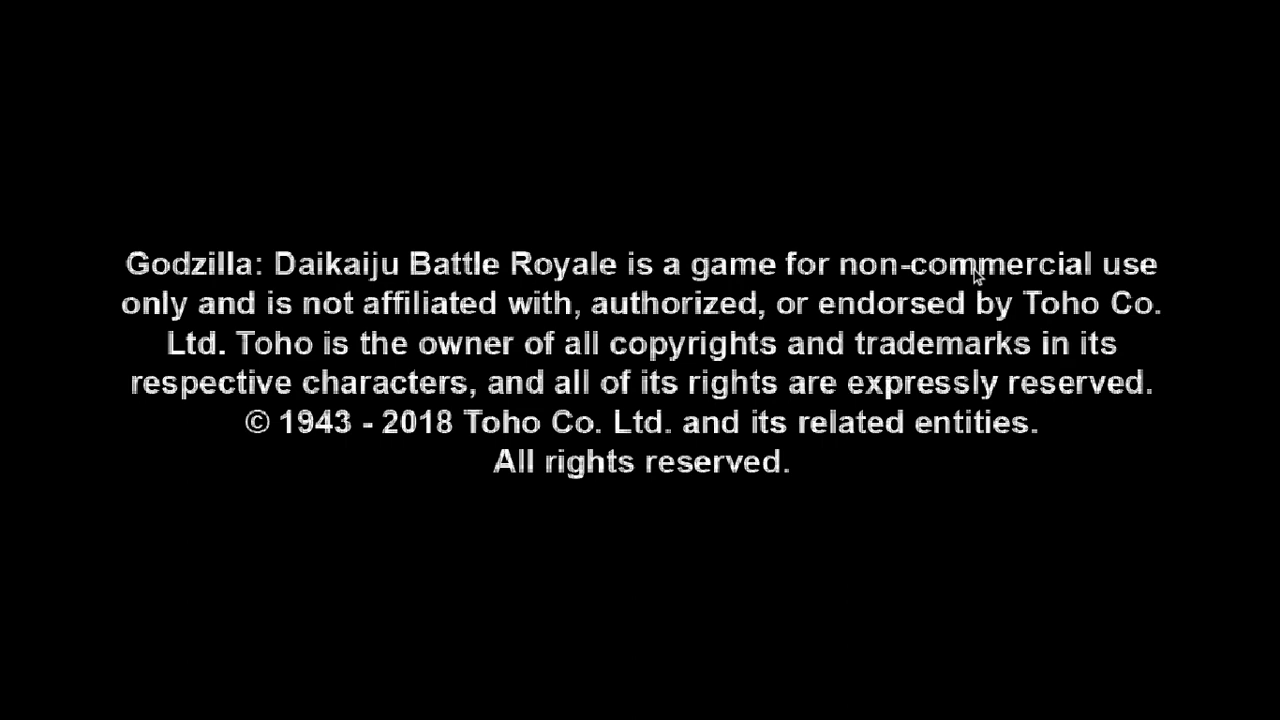 Godzilla: Daikaiju Battle Royale is a game for non-commercial use
only and is not affiliated with, authorized, or endorsed by Toho Co.
Ltd. Toho is the owner of all copyrights and trademarks in its
respective characters, and all of its rights are expressly reserved.
© 1943 - 2018 Toho Co. Ltd. and its related entities.
All rights reserved.